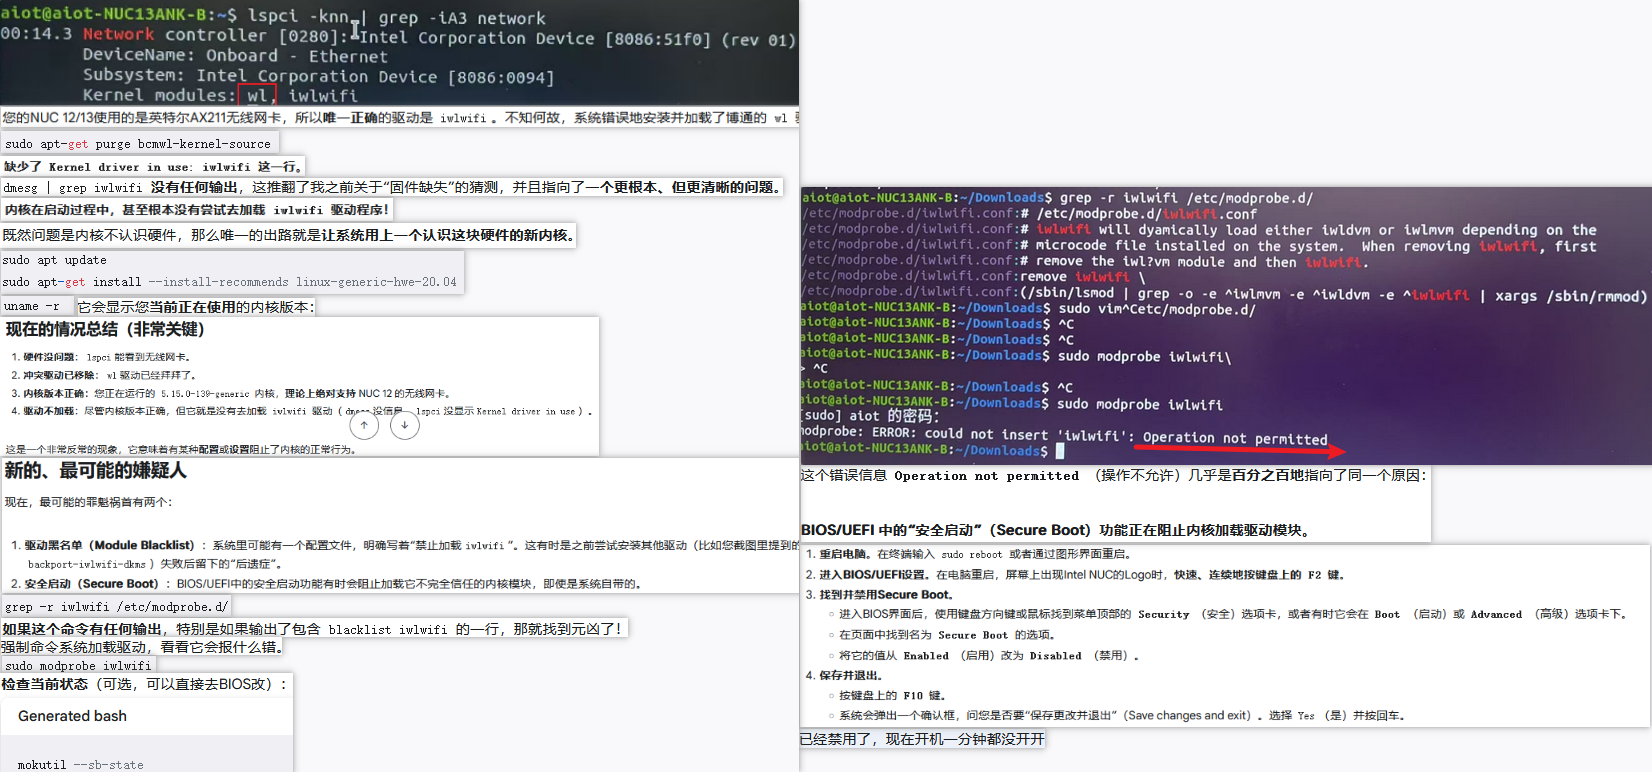 aiot@aiot-NUC13ANK-B:~$ lspci -knn | grep -iA3 network
00:14.3 Network controller [0280]: Intel Corporation Device [8086:51f0] (rev 01)
DeviceName: Onboard - Ethernet
Subsystem: Intel Corporation Device [8086:0094]
Kernel modules: wl, iwlwifi
您的NUC 12/13使用的是英特尔AX211无线网卡，所以唯一正确的驱动是 iwlwifi 。不知何故，系统错误地安装并加载了博通的 wl
sudo apt-get purge bcmwl-kernel-source
缺少了 Kernel driver in use: iwlwifi 这一行。
dmesg | grep iwlwifi 没有任何输出，这推翻了我之前关于“固件缺失”的猜测，并且指向了一个更根本、但更清晰的问题。
内核在启动过程中，甚至根本没有尝试去加载 iwlwifi 驱动程序！
既然问题是内核不认识硬件，那么唯一的出路就是让系统用上一个认识这块硬件的新内核。
sudo apt update
sudo apt-get install --install-recommends linux-generic-hwe-20.04
uname -r 它会显示您当前正在使用的内核版本：
现在的情况总结（非常关键）
1. 硬件没问题： lspci 能看到无线网卡。
2. 冲突驱动已移除： wl 驱动已经拜拜了。
3. 内核版本正确：您正在运行的 5.15.0-139-generic 内核，理论上绝对支持 NUC 12 的无线网卡。
4. 驱动不加载：尽管内核版本正确，但它就是没有去加载 iwlwifi 驱动（ dmesg 没信息， lspci 没显示 Kernel driver in use ）。
这是一个非常反常的现象，它意味着有某种配置或设置阻止了内核的正常行为。
新的、最可能的嫌疑人
现在，最可能的罪魁祸首有两个：
1. 驱动黑名单（Module Blacklist）：系统里可能有一个配置文件，明确写着“禁止加载 iwlwifi ”。这有时是之前尝试安装其他驱动（比如您截图里提到的
backport-iwlwifi-dkms ）失败后留下的“后遗症”。
2. 安全启动（Secure Boot）：BIOS/UEFI中的安全启动功能有时会阻止加载它不完全信任的内核模块，即使是系统自带的。
grep -r iwlwifi /etc/modprobe.d/
如果这个命令有任何输出，特别是如果输出了包含 blacklist iwlwifi 的一行，那就找到元凶了！
强制命令系统加载驱动，看看它会报什么错。
sudo modprobe iwlwifi
检查当前状态（可选，可以直接去BIOS改）：
Generated bash
mokutil --sb-state
aiot@aiot-NUC13ANK-B:~/Downloads$ grep -r iwlwifi /etc/modprobe.d/
/etc/modprobe.d/iwlwifi.conf:# /etc/modprobe.d/iwlwifi.conf
/etc/modprobe.d/iwlwifi.conf:# iwlwifi will dyamically load either iwldvm or iwlmvm depending on the
/etc/modprobe.d/iwlwifi.conf:# microcode file installed on the system.  When removing iwlwifi, first
/etc/modprobe.d/iwlwifi.conf:# remove the iwl?vm module and then iwlwifi.
/etc/modprobe.d/iwlwifi.conf:remove iwlwifi \
/etc/modprobe.d/iwlwifi.conf:(/sbin/lsmod | grep -o -e ^iwlmvm -e ^iwldvm -e ^iwlwifi | xargs /sbin/rmmod)
aiot@aiot-NUC13ANK-B:~/Downloads$ sudo vim^Cetc/modprobe.d/
aiot@aiot-NUC13ANK-B:~/Downloads$ ^C
aiot@aiot-NUC13ANK-B:~/Downloads$ ^C
aiot@aiot-NUC13ANK-B:~/Downloads$ sudo modprobe iwlwifi\
> ^C
aiot@aiot-NUC13ANK-B:~/Downloads$ ^C
aiot@aiot-NUC13ANK-B:~/Downloads$ sudo modprobe iwlwifi
[sudo] aiot 的密码：
modprobe: ERROR: could not insert 'iwlwifi': Operation not permitted
aiot@aiot-NUC13ANK-B:~/Downloads$
这个错误信息 Operation not permitted （操作不允许）几乎是百分之百地指向了同一个原因：
BIOS/UEFI 中的“安全启动”（Secure Boot）功能正在阻止内核加载驱动模块。
1. 重启电脑。在终端输入 sudo reboot 或者通过图形界面重启。
2. 进入BIOS/UEFI设置。在电脑重启，屏幕上出现Intel NUC的Logo时，快速、连续地按键盘上的 F2 键。
3. 找到并禁用Secure Boot。
进入BIOS界面后，使用键盘方向键或鼠标找到菜单顶部的 Security （安全）选项卡，或者有时它会在 Boot （启动）或 Advanced （高级）选项卡下。
在页面中找到名为 Secure Boot 的选项。
将它的值从 Enabled （启用）改为 Disabled （禁用）。
4. 保存并退出。
按键盘上的 F10 键。
系统会弹出一个确认框，问您是否要“保存更改并退出”（Save changes and exit）。选择 Yes （是）并按回车。
已经禁用了，现在开机一分钟都没开开